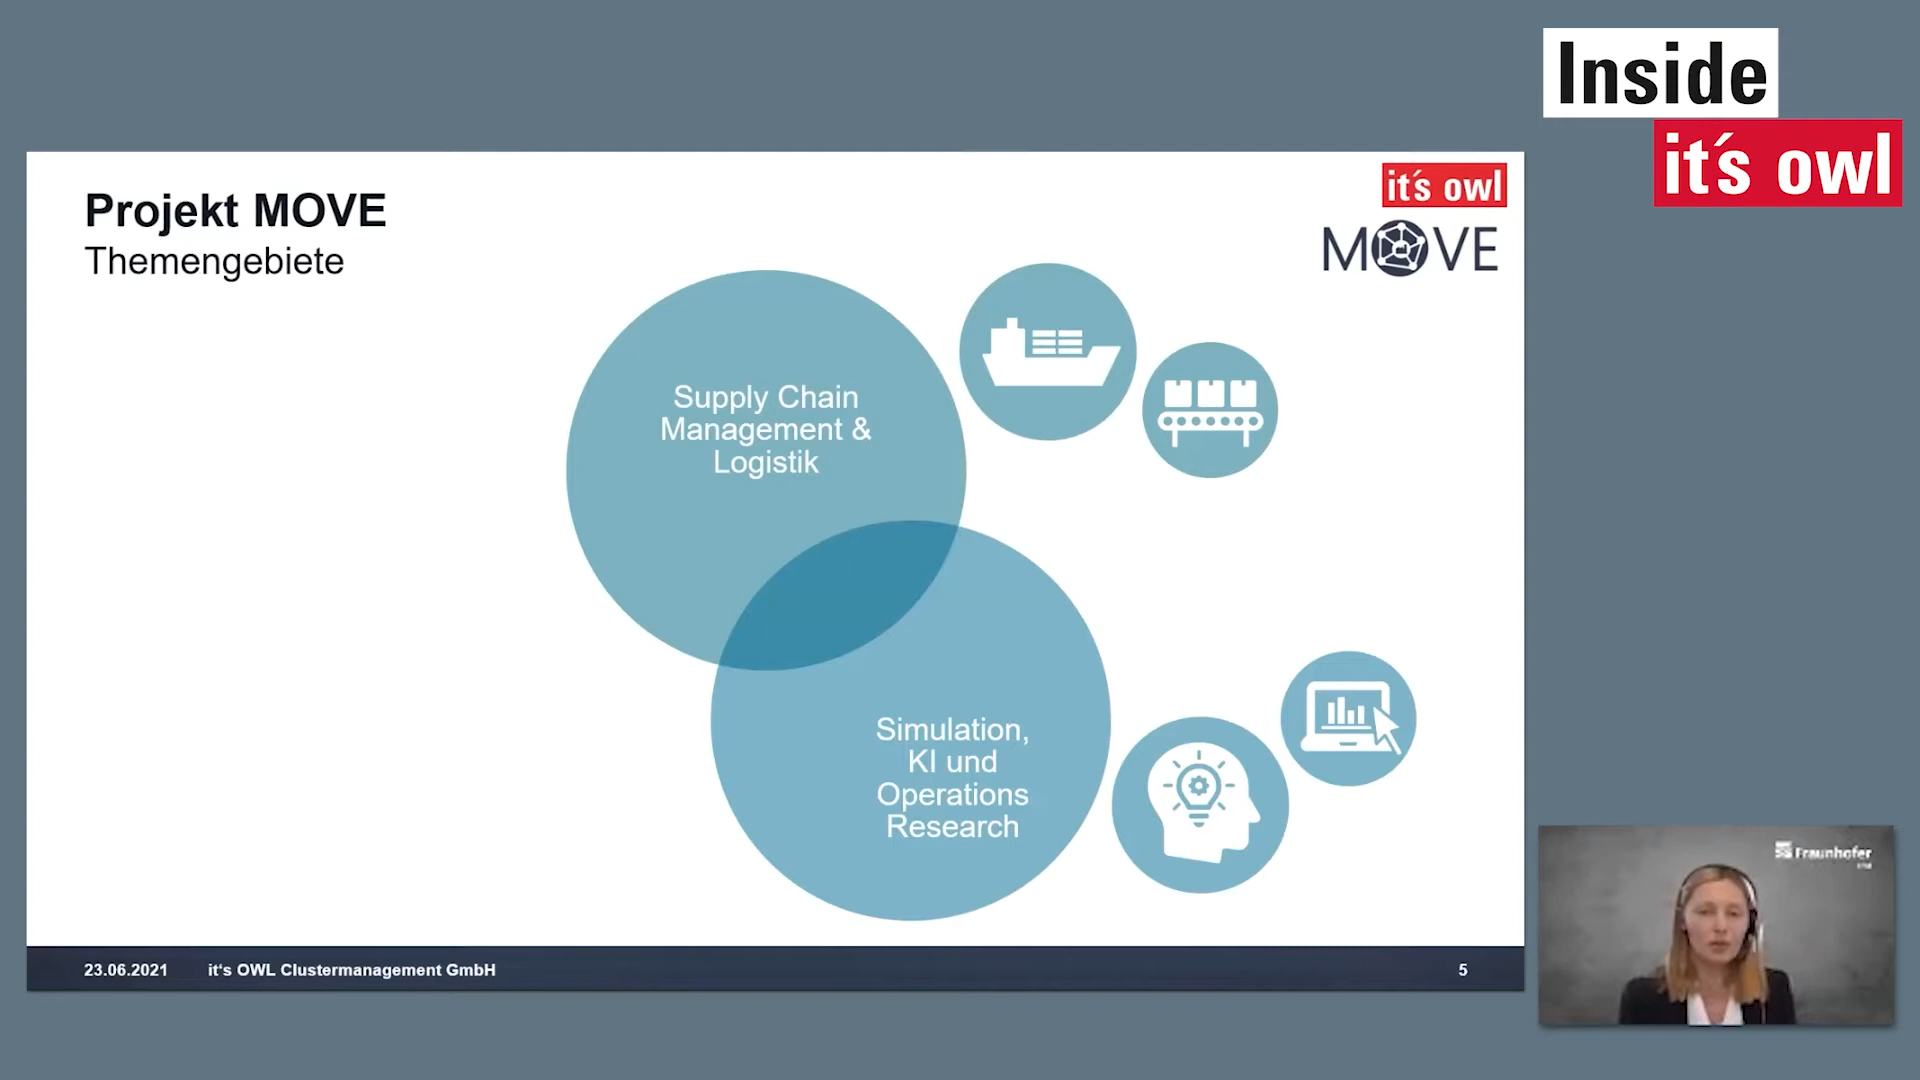 Inside
it's owl
Projekt MOVE
Themengebiete
it's owl
MOVE
Supply Chain
Management &
Logistik
Simulation,
KI und
Operations
Research
23.06.2021
it's OWL Clustermanagement GmbH
5
Fraunhofer